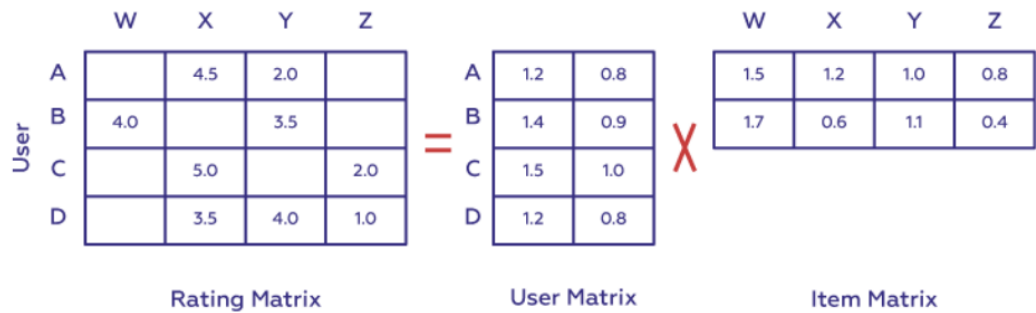 W X Y Z W X Y Z
A 4.5 2.0 A 1.2 0.8 1.5 1.2 1.0 0.8
B 4.0 3.5 = B 1.4 0.9 X 1.7 0.6 1.1 0.4
User
C 5.0 2.0 C 1.5 1.0
D 3.5 4.0 1.0 D 1.2 0.8
Rating Matrix User Matrix Item Matrix